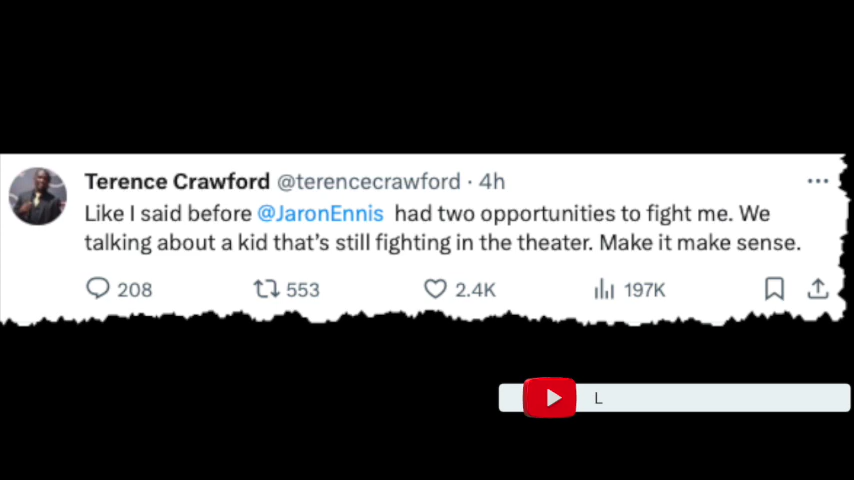 Terence Crawford @terencecrawford · 4h
Like I said before @JaronEnnis had two opportunities to fight me. We
talking about a kid that's still fighting in the theater. Make it make sense.
208 553 2.4K 197K
L